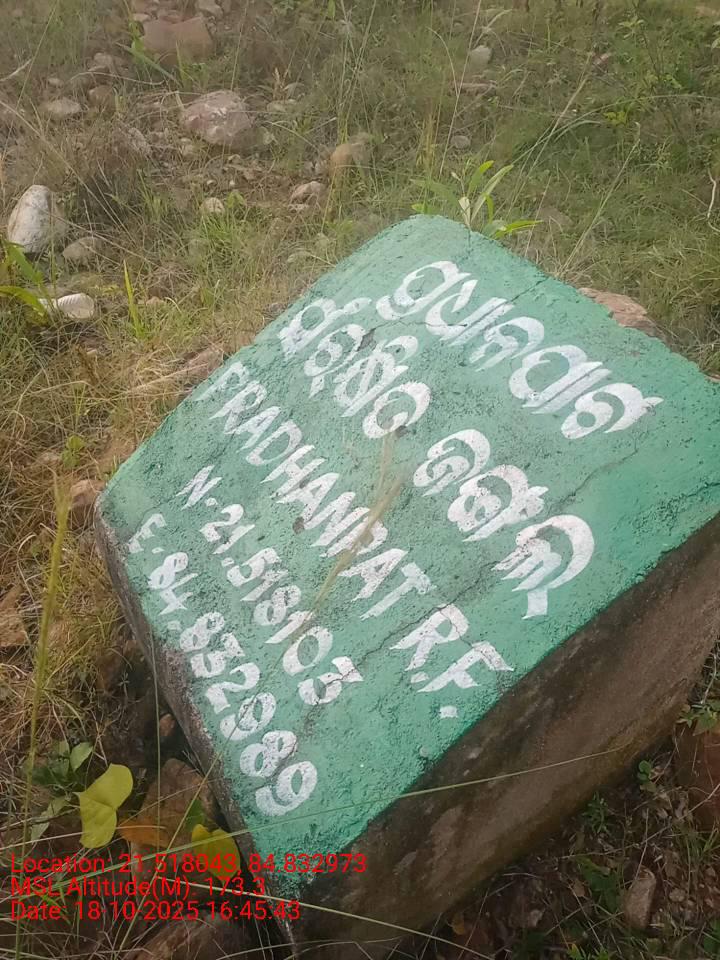 ପ୍ରଧାନପାଟ
ସଂରକ୍ଷିତ ଜଙ୍ଗଲ
PRADHANPAT R.F.
N-21.518103
E-84.832989
Location: 21.518043, 84.832973
MSL Altitude(M): 173.3
Date: 18-10-2025 16:45:43